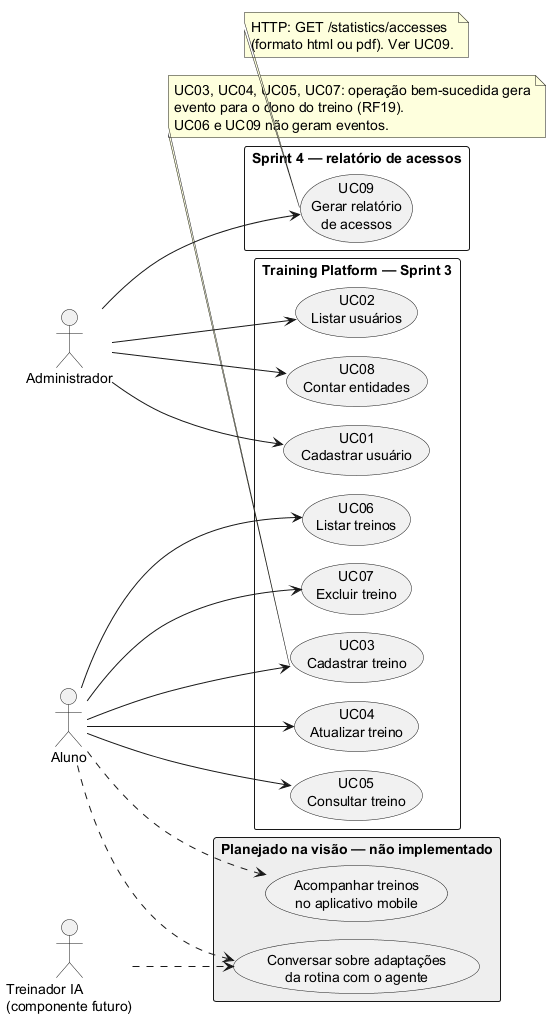 HTTP: GET /statistics/accesses
(formato html ou pdf). Ver UC09.
UC03, UC04, UC05, UC07: operação bem-sucedida gera
evento para o dono do treino (RF19).
UC06 e UC09 não geram eventos.
Sprint 4 — relatório de acessos
UC09
Gerar relatório
de acessos
Training Platform — Sprint 3
UC02
Listar usuários
Administrador
UC08
Contar entidades
UC01
Cadastrar usuário
UC06
Listar treinos
UC07
Excluir treino
UC03
Cadastrar treino
UC04
Atualizar treino
Aluno
UC05
Consultar treino
Planejado na visão — não implementado
Acompanhar treinos
no aplicativo mobile
Conversar sobre adaptações
da rotina com o agente
Treinador IA
(componente futuro)